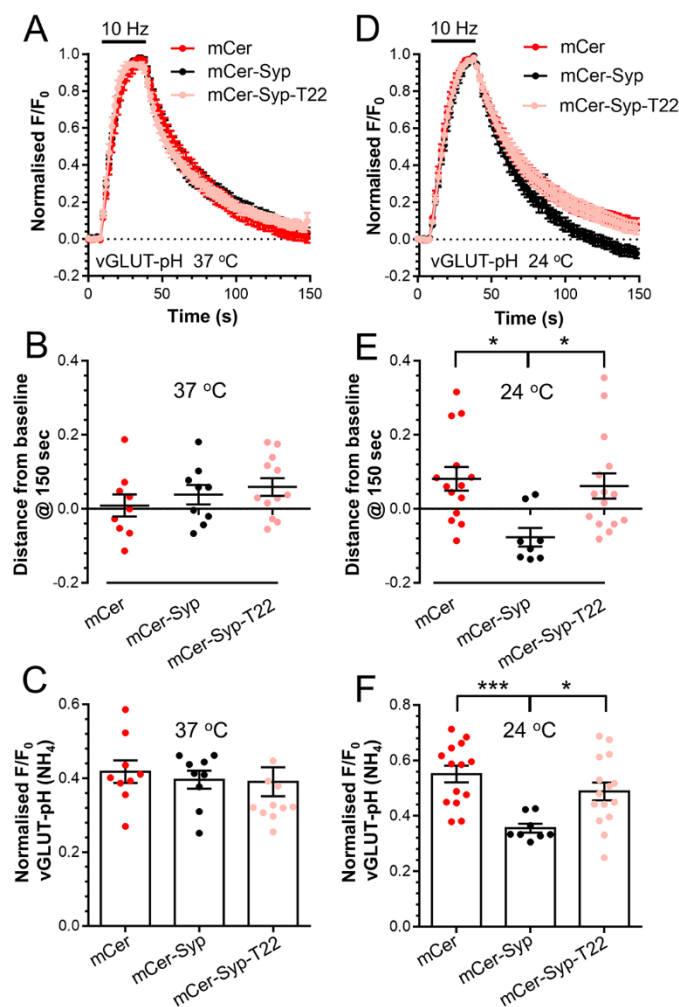 A
10 Hz
mCer
mCer-Syp
mCer-Syp-T22
Normalised F/F0
1.0
0.8
0.6
0.4
0.2
0.0
-0.2
vGLUT-pH 37 °C
0
50
100
150
Time (s)
D
10 Hz
mCer
mCer-Syp
mCer-Syp-T22
Normalised F/F0
1.0
0.8
0.6
0.4
0.2
0.0
-0.2
vGLUT-pH 24 °C
0
50
100
150
Time (s)
B
37 °C
Distance from baseline
@ 150 sec
0.4
0.2
0.0
-0.2
mCer
mCer-Syp
mCer-Syp-T22
E
*
*
24 °C
Distance from baseline
@ 150 sec
0.4
0.2
0.0
-0.2
mCer
mCer-Syp
mCer-Syp-T22
C
37 °C
Normalised F/F0
vGLUT-pH (NH4)
0.6
0.4
0.2
0.0
mCer
mCer-Syp
mCer-Syp-T22
F
***
*
24 °C
Normalised F/F0
vGLUT-pH (NH4)
0.8
0.6
0.4
0.2
0.0
mCer
mCer-Syp
mCer-Syp-T22